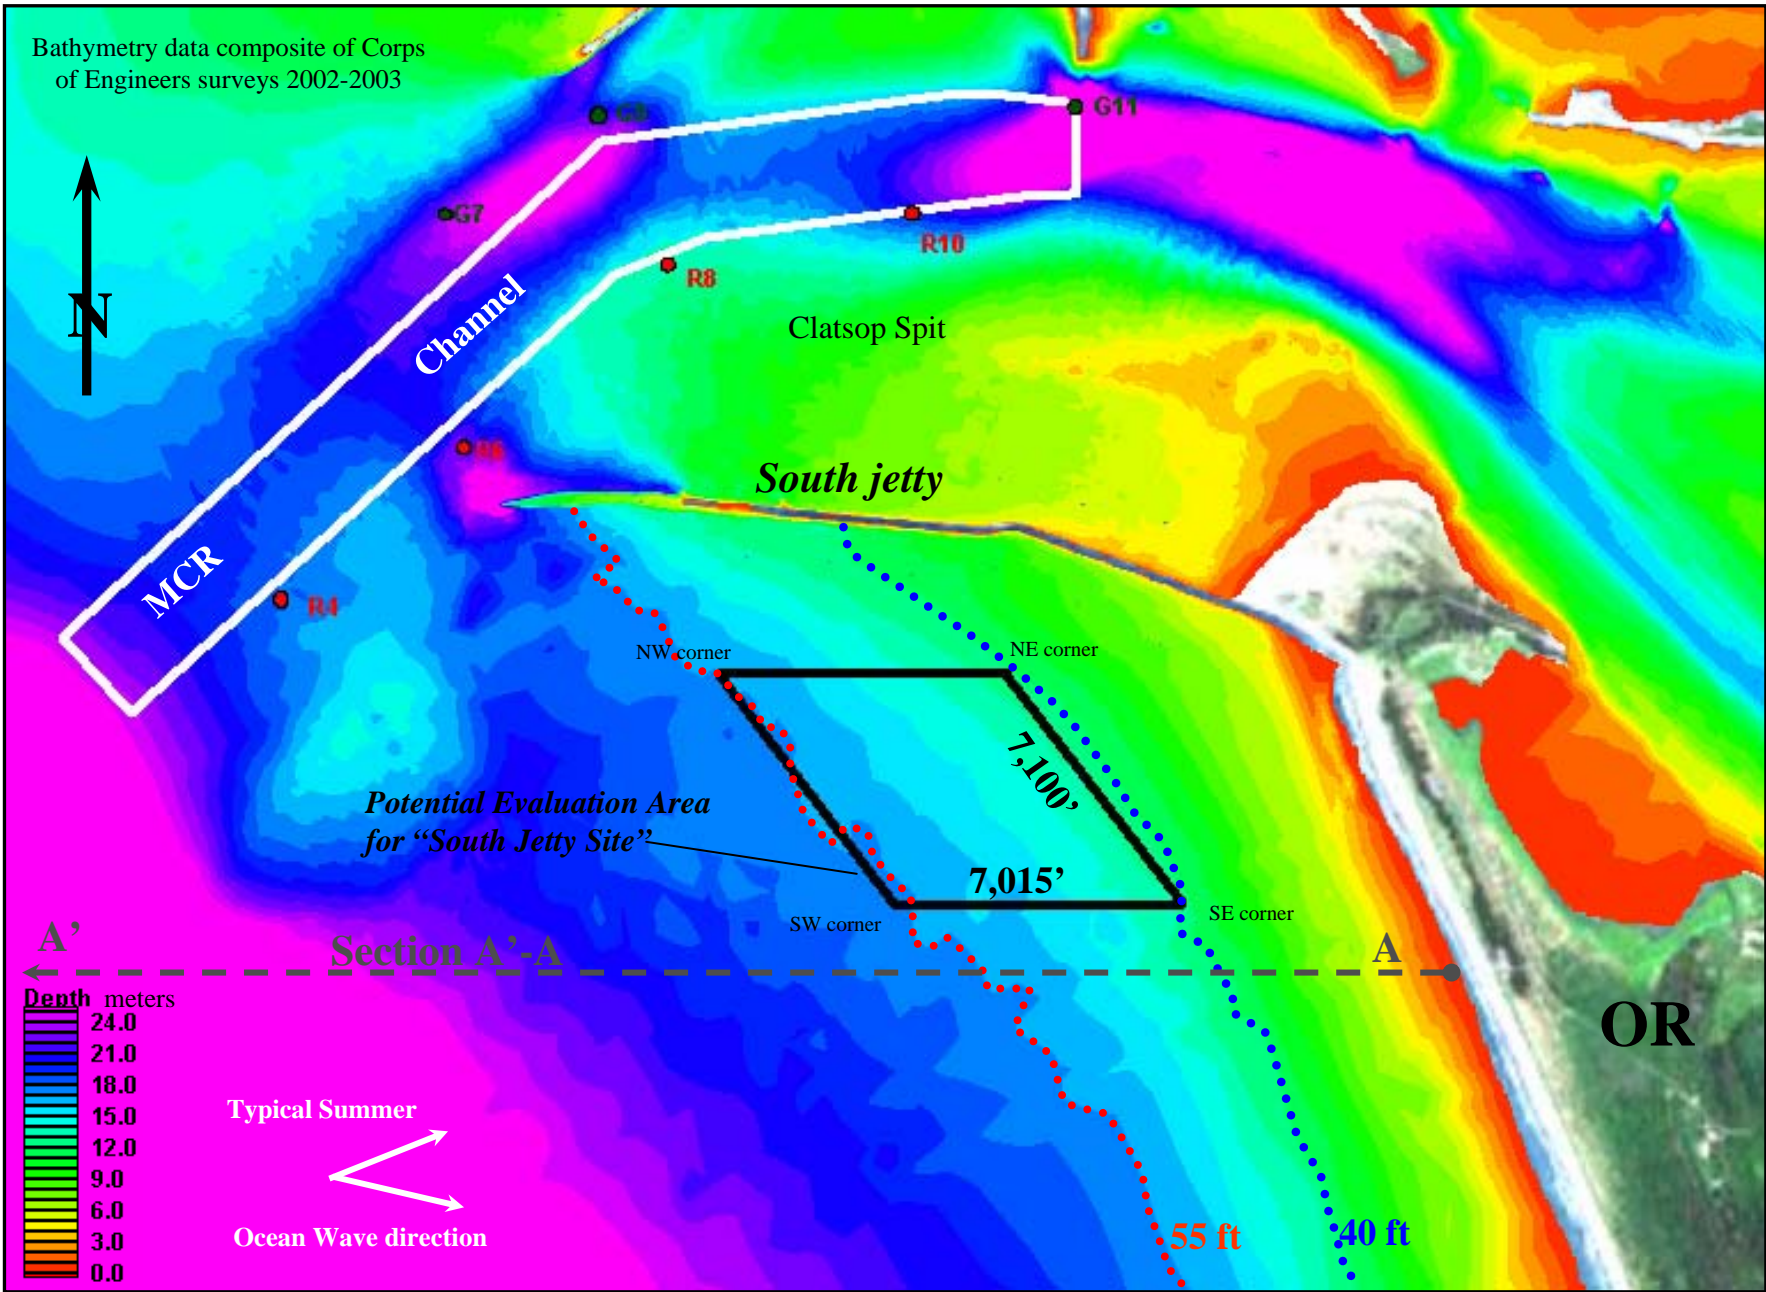 Bathymetry data composite of Corps
of Engineers surveys 2002-2003
N
G7
G11
R10
R8
Channel
Clatsop Spit
South jetty
MCR
R4
NW corner
NE corner
7,100’
Potential Evaluation Area
for “South Jetty Site”
7,015’
SW corner
SE corner
A’
Section A’-A
A
OR
Depth meters
24.0
21.0
18.0
15.0
12.0
9.0
6.0
3.0
0.0
Typical Summer
Ocean Wave direction
55 ft
40 ft